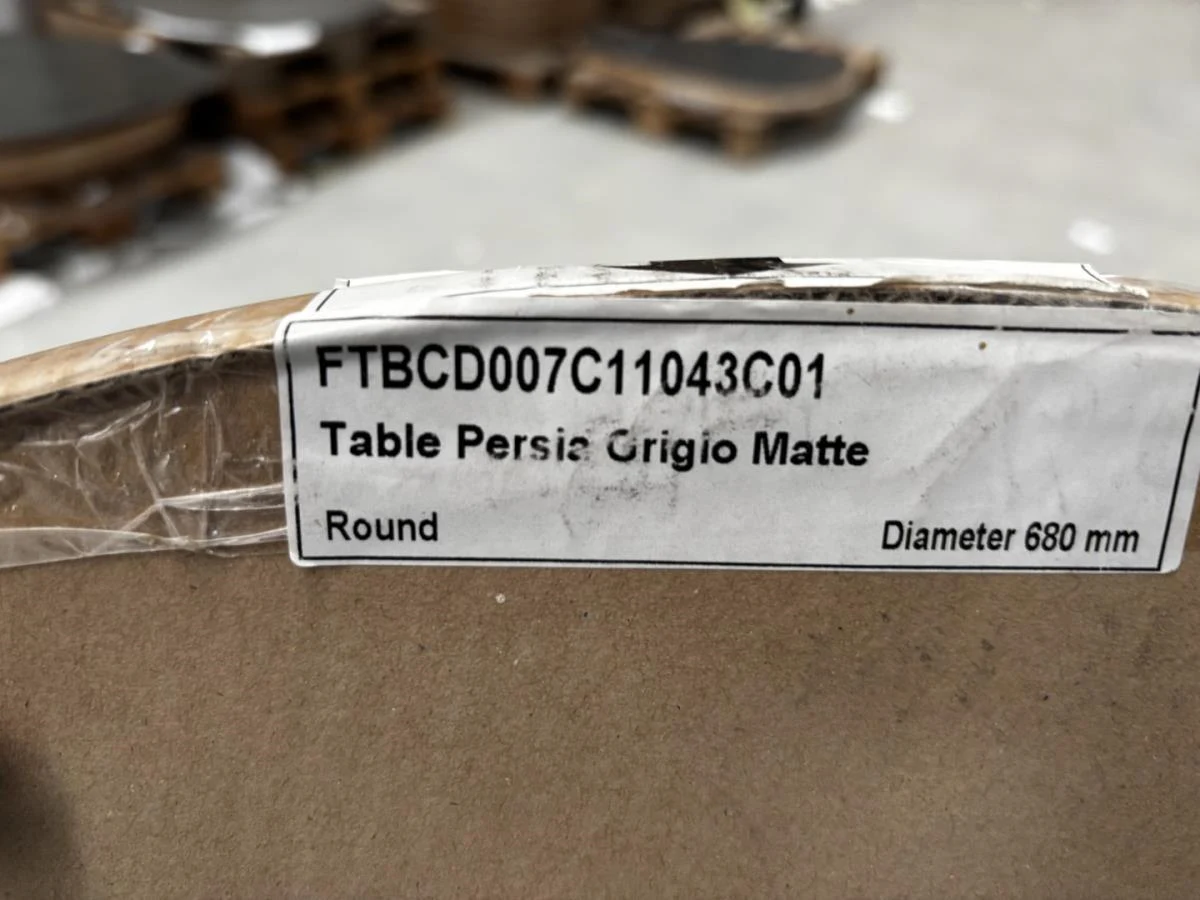 FTBCD007C11043C01
Table Persia Grigio Matte
Round
Diameter 680 mm